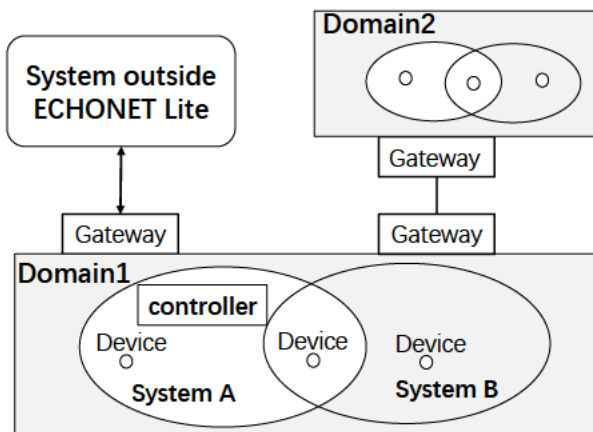 Domain2
System outside
ECHONET Lite
Gateway
Gateway
Gateway
Domain1
controller
Device
Device
Device
System A
System B